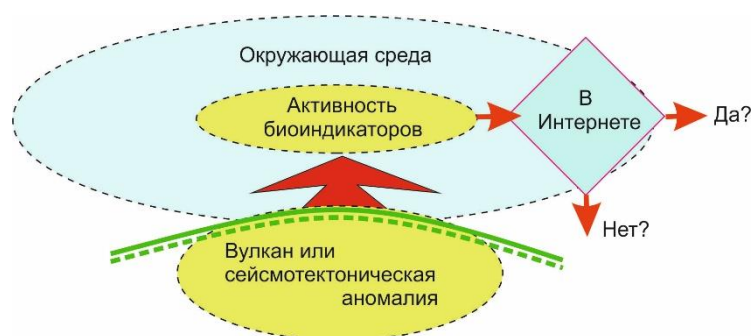 Окружающая среда
Активность
биоиндикаторов
В
Интернете
Да?
Нет?
Вулкан или
сейсмотектоническая
аномалия